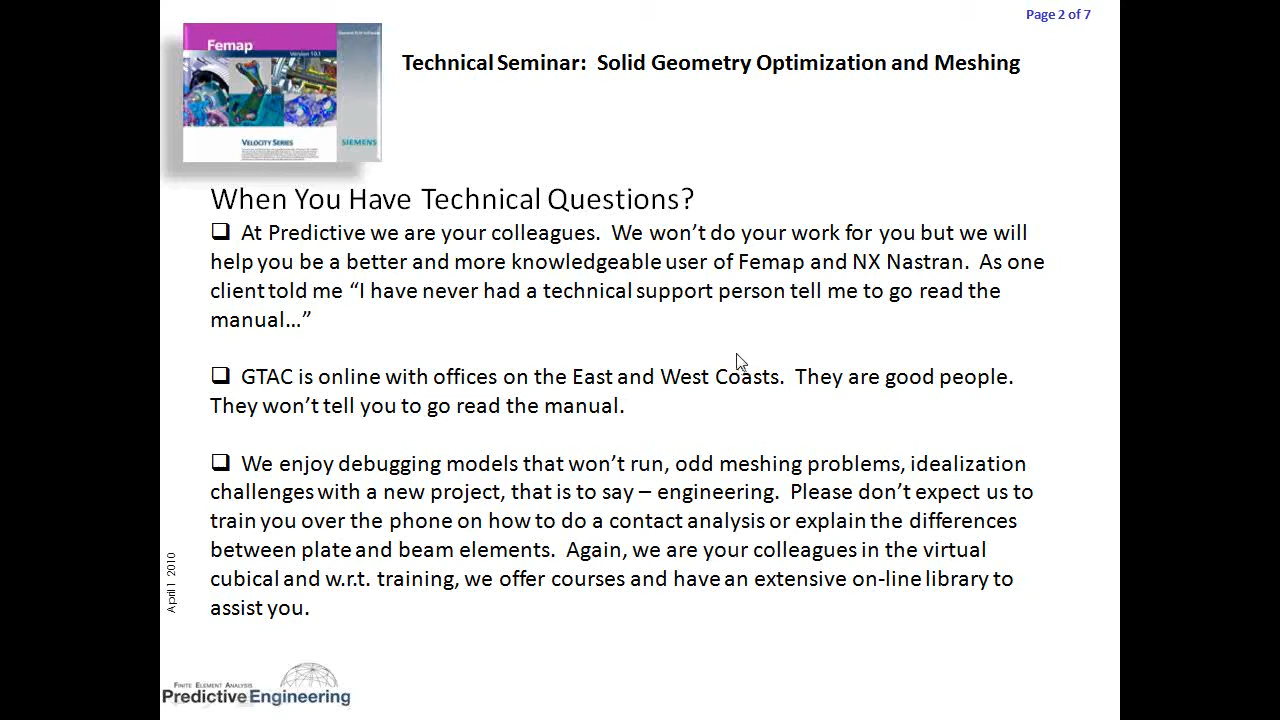 Page 2 of 7
Femap
Version 10.1
Technical Seminar:  Solid Geometry Optimization and Meshing
VELOCITY SERIES
SIEMENS
When You Have Technical Questions?
At Predictive we are your colleagues.  We won’t do your work for you but we will
help you be a better and more knowledgeable user of Femap and NX Nastran.  As one
client told me “I have never had a technical support person tell me to go read the
manual…”
GTAC is online with offices on the East and West Coasts.  They are good people.
They won’t tell you to go read the manual.
We enjoy debugging models that won’t run, odd meshing problems, idealization
challenges with a new project, that is to say – engineering.  Please don’t expect us to
train you over the phone on how to do a contact analysis or explain the differences
between plate and beam elements.  Again, we are your colleagues in the virtual
cubical and w.r.t. training, we offer courses and have an extensive on-line library to
assist you.
April 1 2010
FINITE ELEMENT ANALYSIS
Predictive Engineering